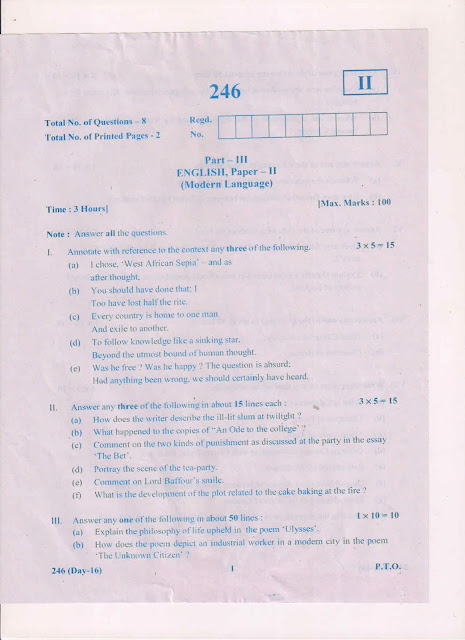 246
II
Total No. of Questions – 8
Regd.
Total No. of Printed Pages - 2
No.
Part – III
ENGLISH, Paper – II
(Modern Language)
Time : 3 Hours]
[Max. Marks : 100
Note : Answer all the questions.
I. Annotate with reference to the context any three of the following. 3 × 5 = 15
(a) I chose, 'West African Sepia' – and as
after thought.
(b) You should have done that; I
Too have lost half the rite.
(c) Every country is home to one man
And exile to another.
(d) To follow knowledge like a sinking star,
Beyond the utmost bound of human thought.
(e) Was he free ? Was he happy ? The question is absurd;
Had anything been wrong, we should certainly have heard.
II. Answer any three of the following in about 15 lines each : 3 × 5 = 15
(a) How does the writer describe the ill-lit slum at twilight ?
(b) What happened to the copies of "An Ode to the college" ?
(c) Comment on the two kinds of punishment as discussed at the party in the essay
'The Bet'.
(d) Portray the scene of the tea-party.
(e) Comment on Lord Baffour's smile.
(f) What is the development of the plot related to the cake baking at the fire ?
III. Answer any one of the following in about 50 lines : 1 × 10 = 10
(a) Explain the philosophy of life upheld in the poem 'Ulysses'.
(b) How does the poem depict an industrial worker in a modern city in the poem
'The Unknown Citizen' ?
246 (Day-16)
1
P.T.O.